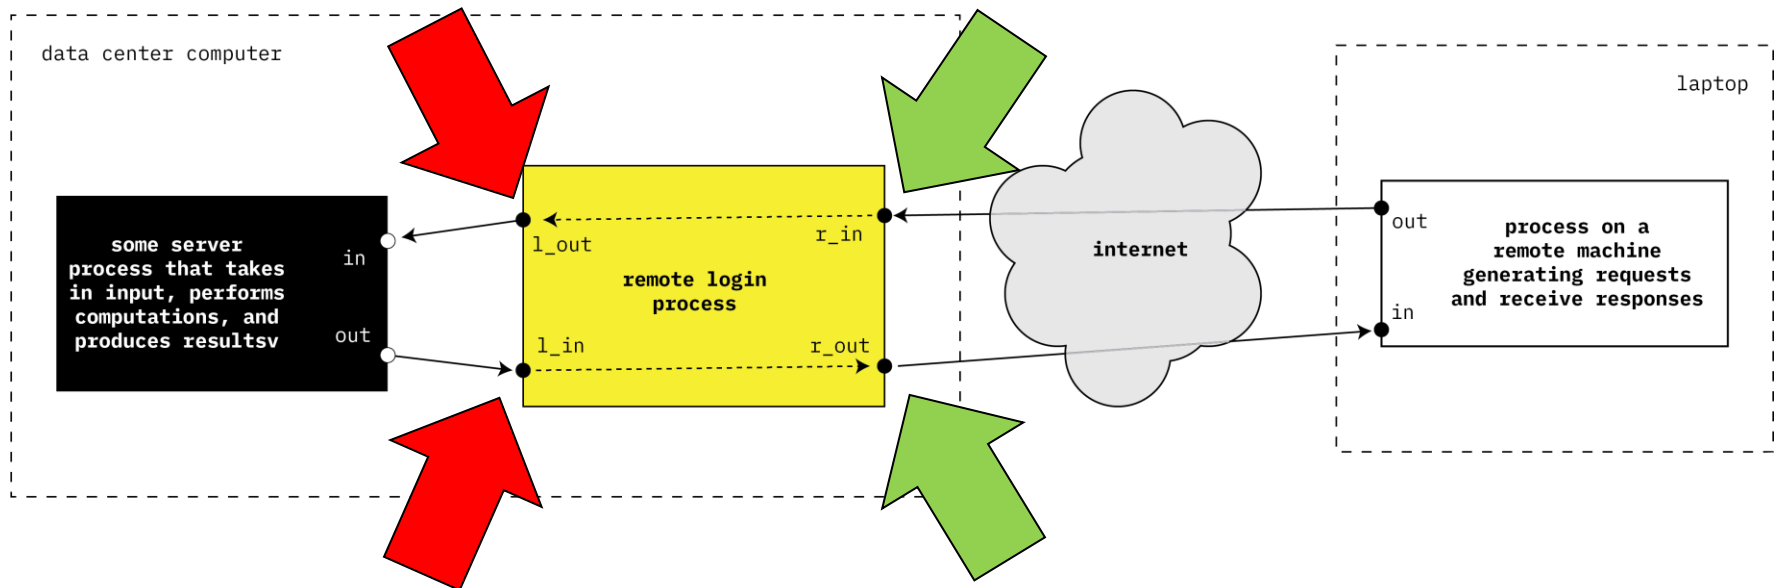 data center computer
laptop
some server
process that takes
in input, performs
computations, and
produces resultsv
in
out
l_out
r_in
remote login
process
l_in
r_out
internet
out
in
process on a
remote machine
generating requests
and receive responses